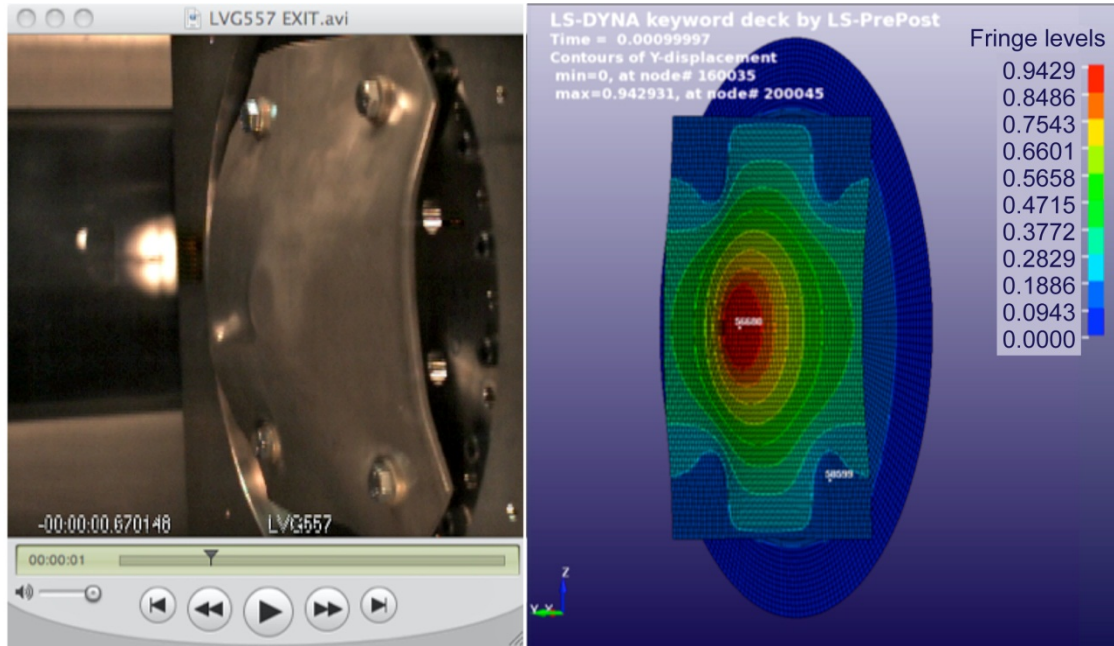 LVG557 EXIT.avi
-00:00:00.670148
LVG557
00:00:01
LS-DYNA keyword deck by LS-PrePost
Time = 0.00099997
Contours of Y-displacement
min=0, at node# 160035
max=0.942931, at node# 200045
Fringe levels
0.9429
0.8486
0.7543
0.6601
0.5658
0.4715
0.3772
0.2829
0.1886
0.0943
0.0000
Z
Y
X